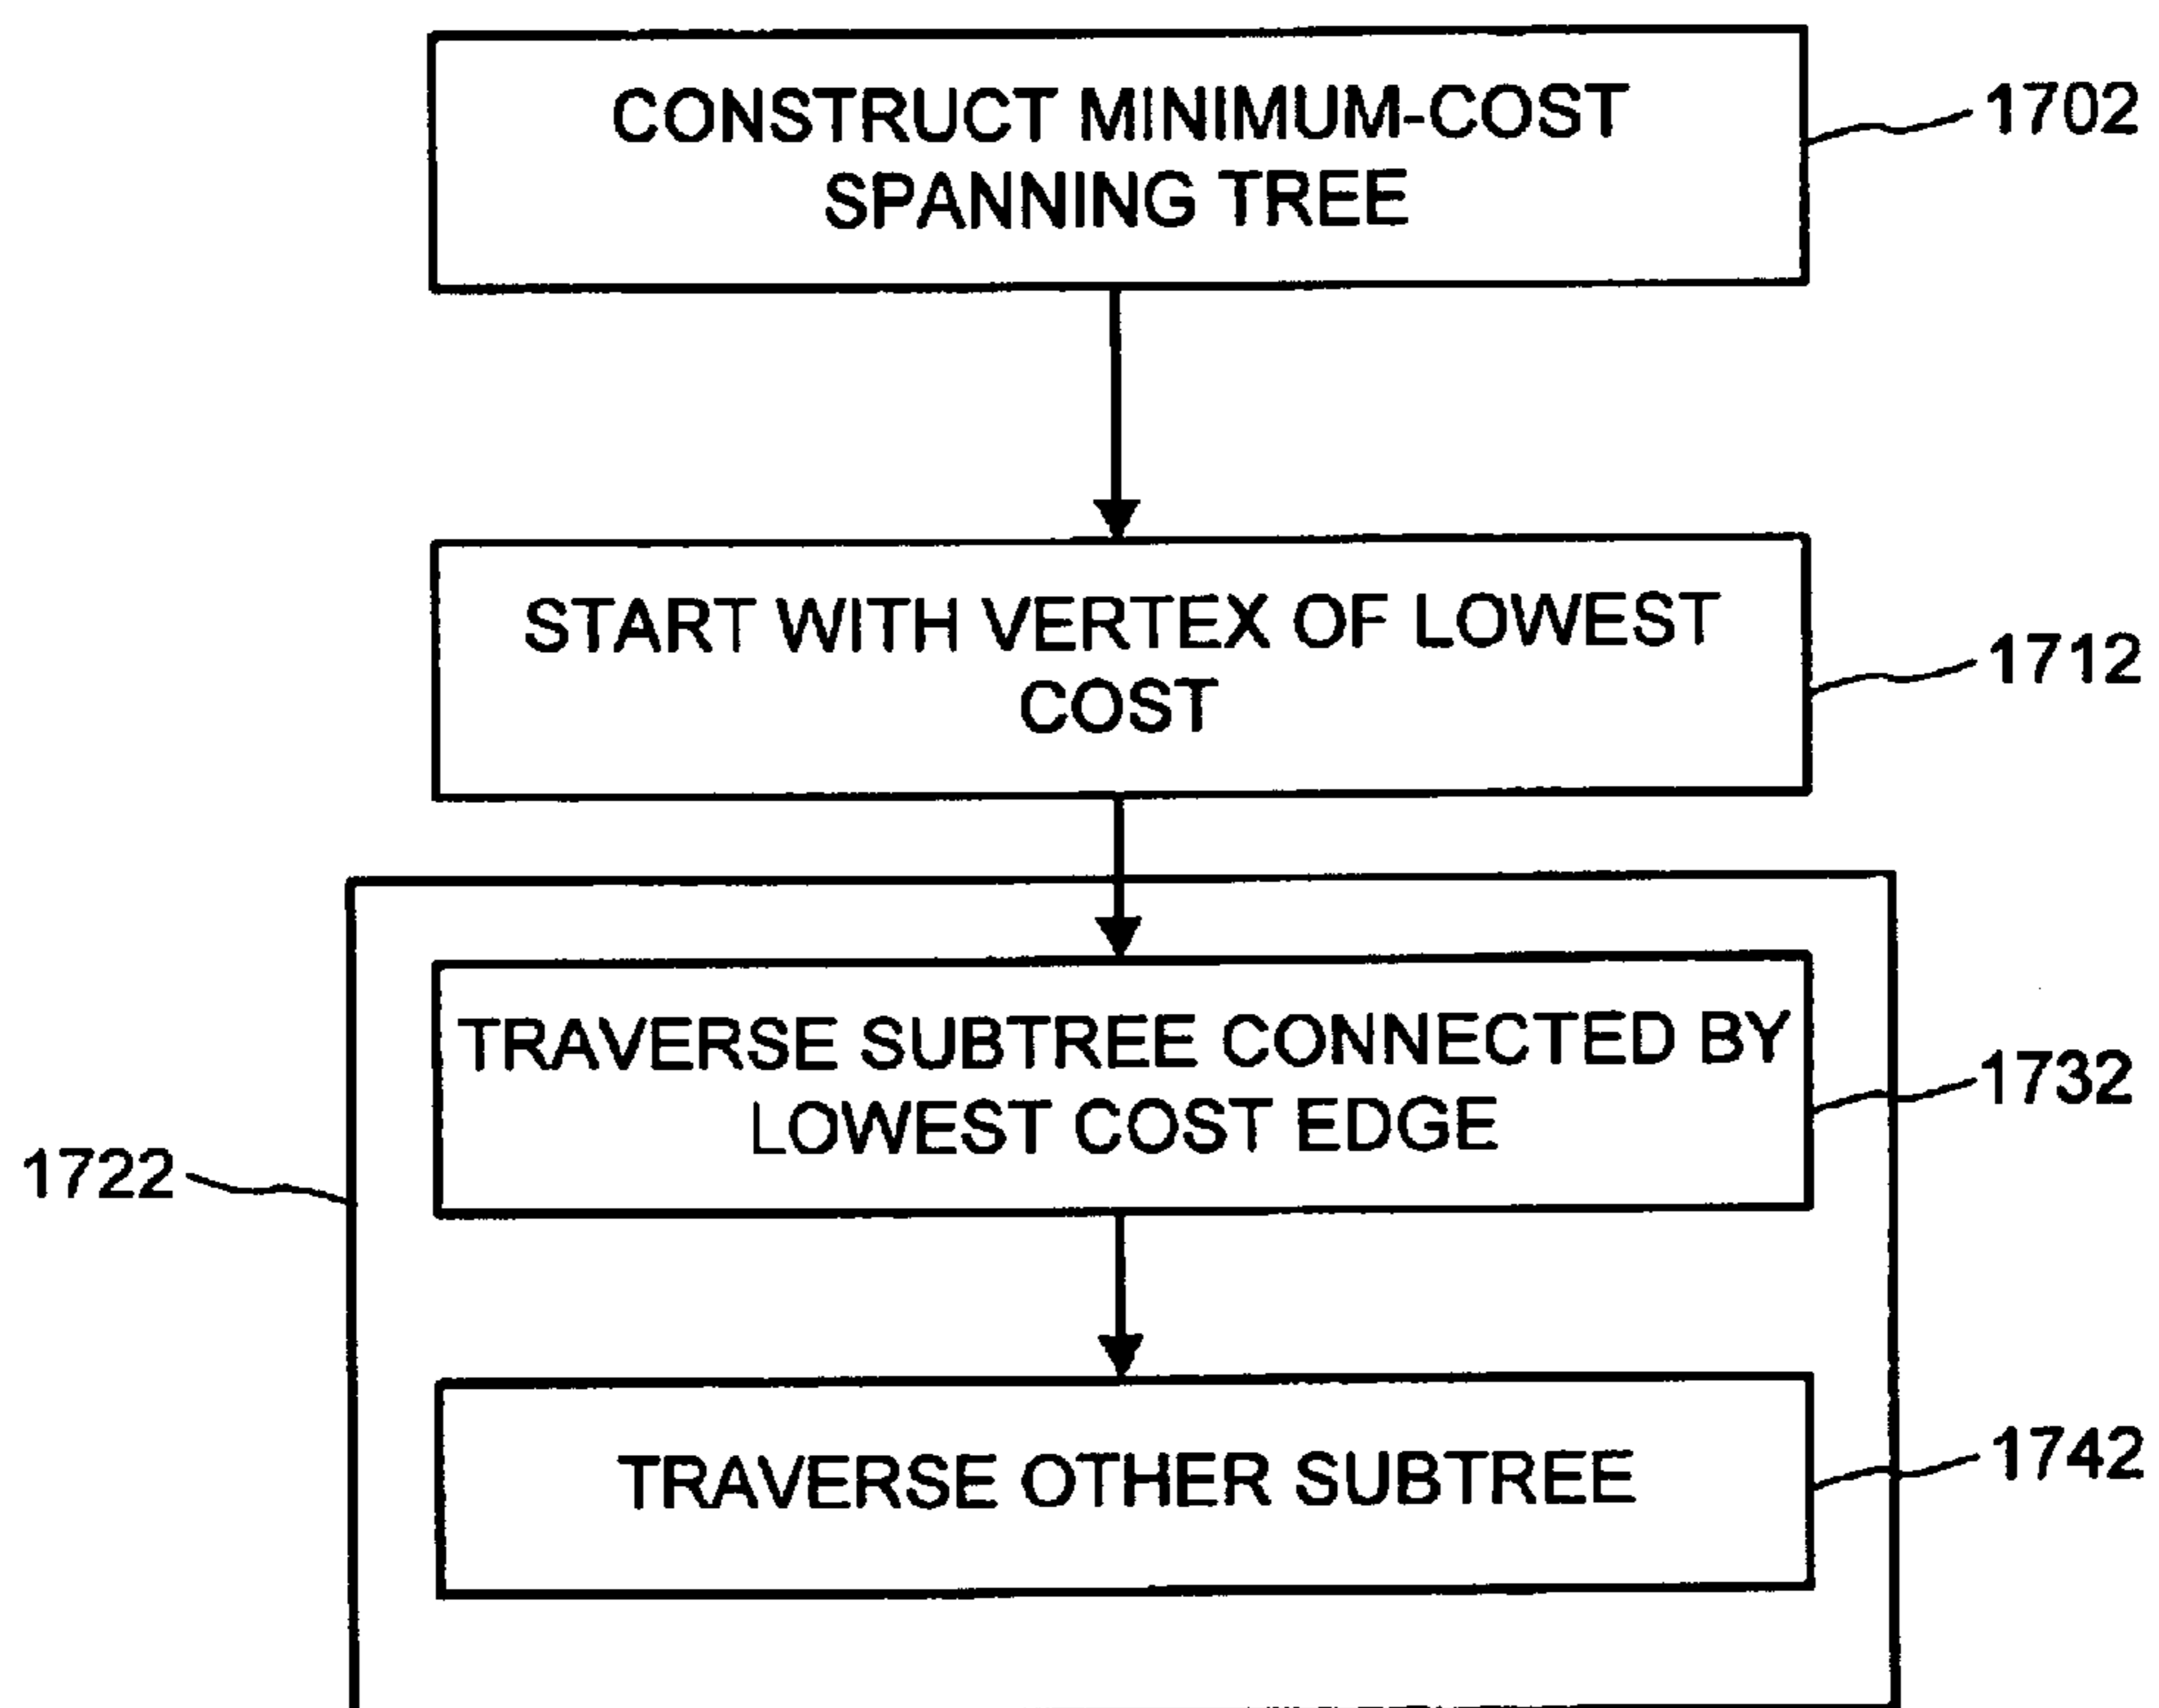 CONSTRUCT MINIMUM-COST
SPANNING TREE
1702
START WITH VERTEX OF LOWEST
COST
1712
TRAVERSE SUBTREE CONNECTED BY
LOWEST COST EDGE
1732
1722
TRAVERSE OTHER SUBTREE
1742